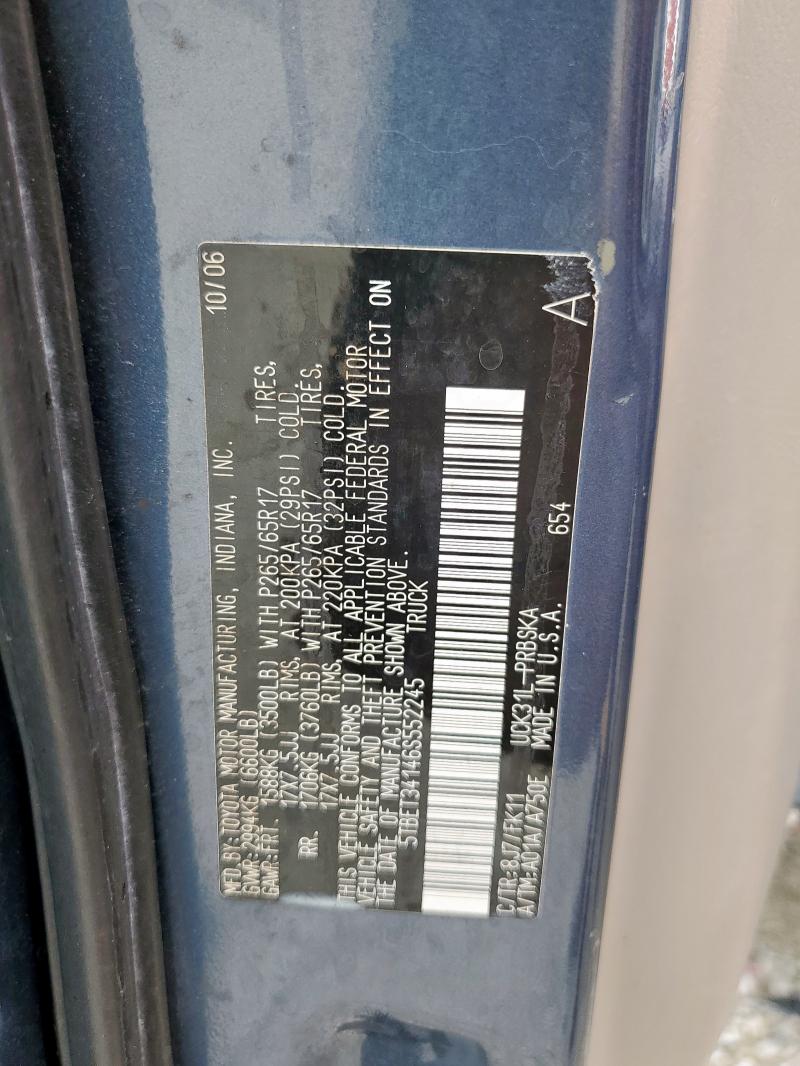 MFD.BY:TOYOTA MOTOR MANUFACTURING, INDIANA, INC. 10/06
GVWR:2994KG(6600LB)
GAWR:FRT. 1588KG (3500LB) WITH P265/65R17 TIRES,
17X7.5JJ RIMS, AT 200KPA (29PSI) COLD.
RR. 1706KG (3760LB) WITH P265/65R17 TIRES,
17X7.5JJ RIMS, AT 220KPA (32PSI) COLD.
THIS VEHICLE CONFORMS TO ALL APPLICABLE FEDERAL MOTOR
VEHICLE SAFETY AND THEFT PREVENTION STANDARDS IN EFFECT ON
THE DATE OF MANUFACTURE SHOWN ABOVE.
5TBET34146S552245 TRUCK
C/TR:8J7/FK11 UCK31L-PRBSKA
A/TM:A01A/A750E MADE IN U.S.A. 654 A